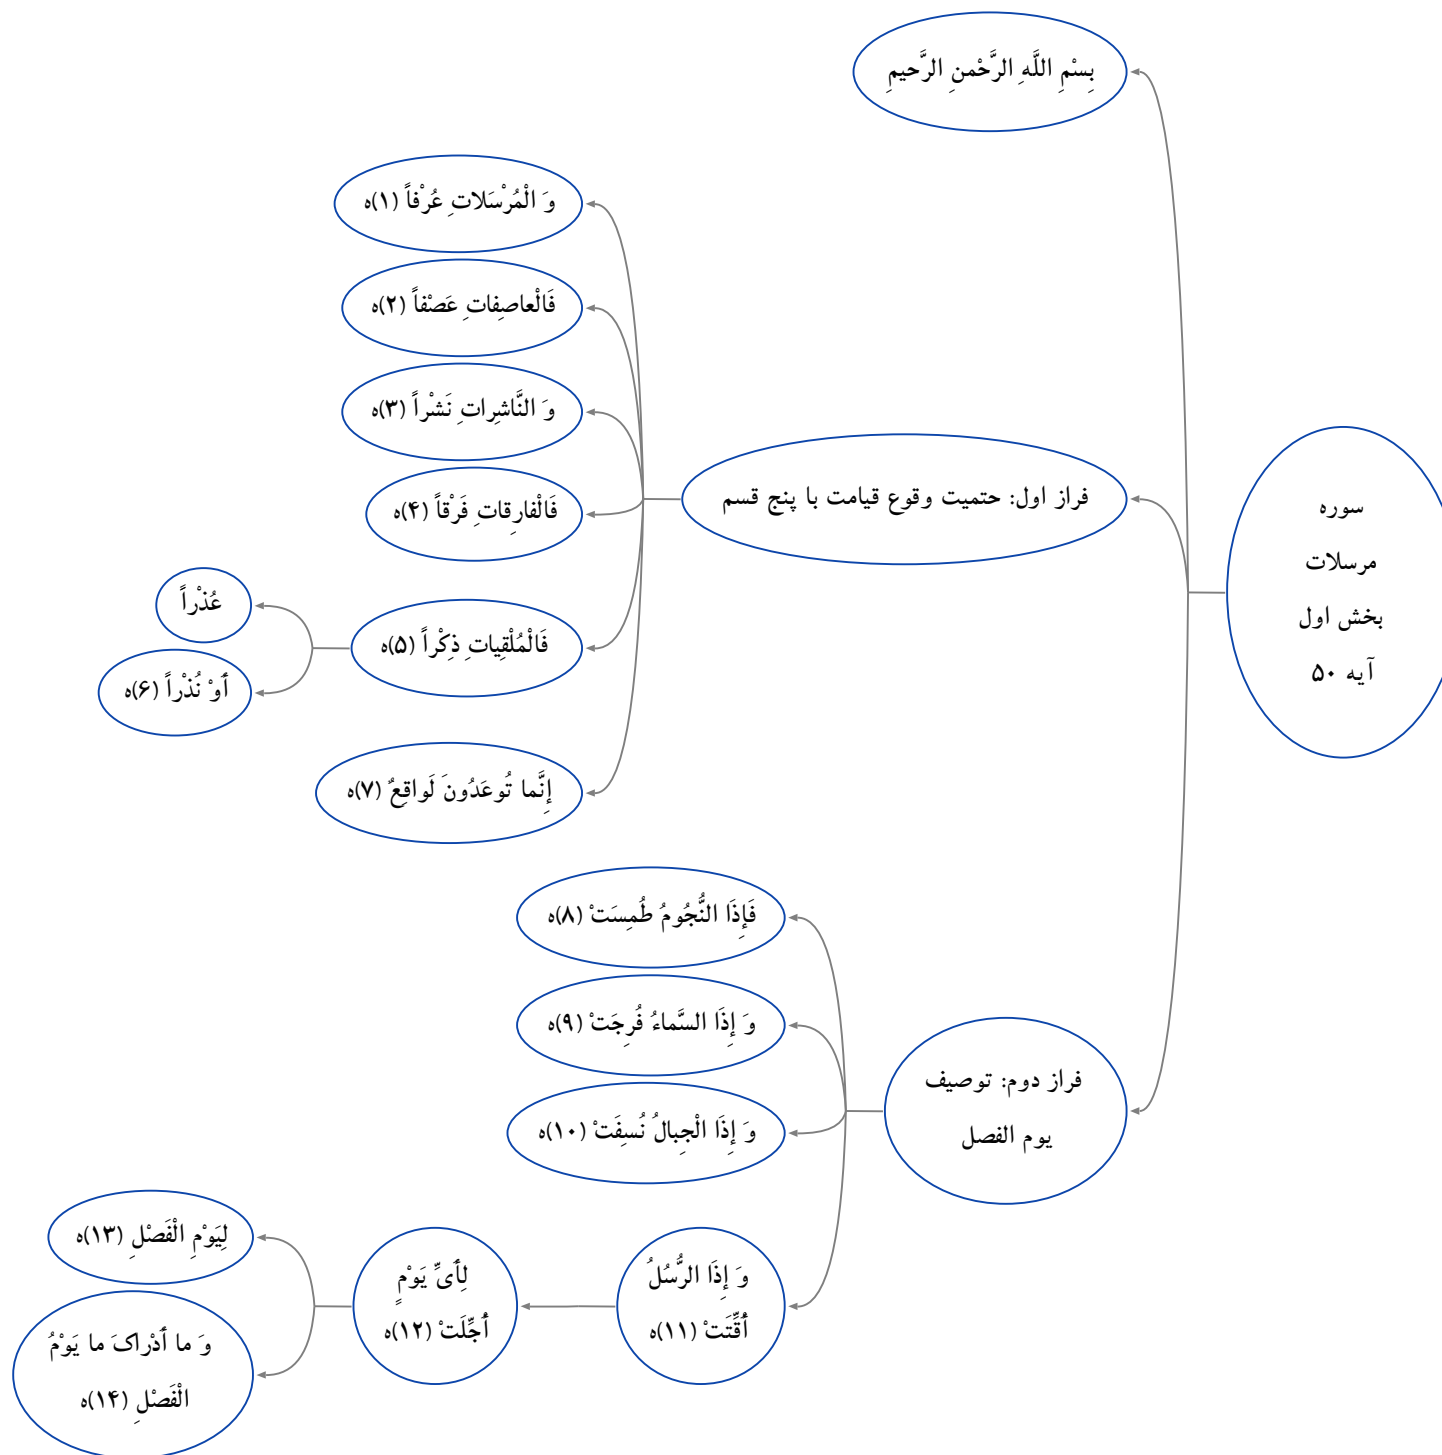 سوره
مرسلات
بخش اول
۵۰ آیه
بِسْمِ اللَّهِ الرَّحْمنِ الرَّحيمِ
فراز اول: حتمیت وقوع قیامت با پنج قسم
وَ الْمُرْسَلاتِ عُرْفاً (۱)ه
فَالْعاصِفاتِ عَصْفاً (۲)ه
وَ النَّاشِراتِ نَشْراً (۳)ه
فَالْفارِقاتِ فَرْقاً (۴)ه
فَالْمُلْقِياتِ ذِكْراً (۵)ه
عُذْراً
أَوْ نُذْراً (۶)ه
إِنَّما تُوعَدُونَ لَواقِعٌ (۷)ه
فراز دوم: توصیف
یوم الفصل
فَإِذَا النُّجُومُ طُمِسَتْ (۸)ه
وَ إِذَا السَّماءُ فُرِجَتْ (۹)ه
وَ إِذَا الْجِبالُ نُسِفَتْ (۱۰)ه
وَ إِذَا الرُّسُلُ
أُقِّتَتْ (۱۱)ه
لِأَيِّ يَوْمٍ
أُجِّلَتْ (۱۲)ه
لِيَوْمِ الْفَصْلِ (۱۳)ه
وَ ما أَدْراکَ ما يَوْمُ
الْفَصْلِ (۱۴)ه